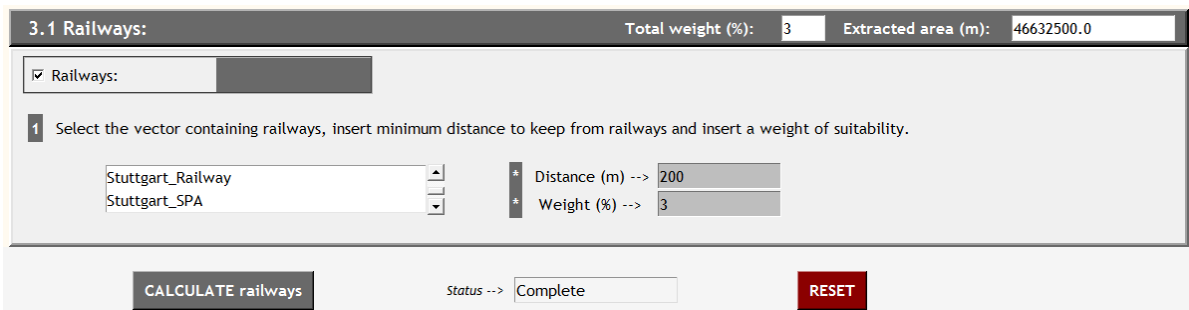 3.1 Railways: Total weight (%): 3 Extracted area (m): 46632500.0
Railways:
1 Select the vector containing railways, insert minimum distance to keep from railways and insert a weight of suitability.
Stuttgart_Railway * Distance (m) --> 200
Stuttgart_SPA * Weight (%) --> 3
CALCULATE railways Status --> Complete RESET